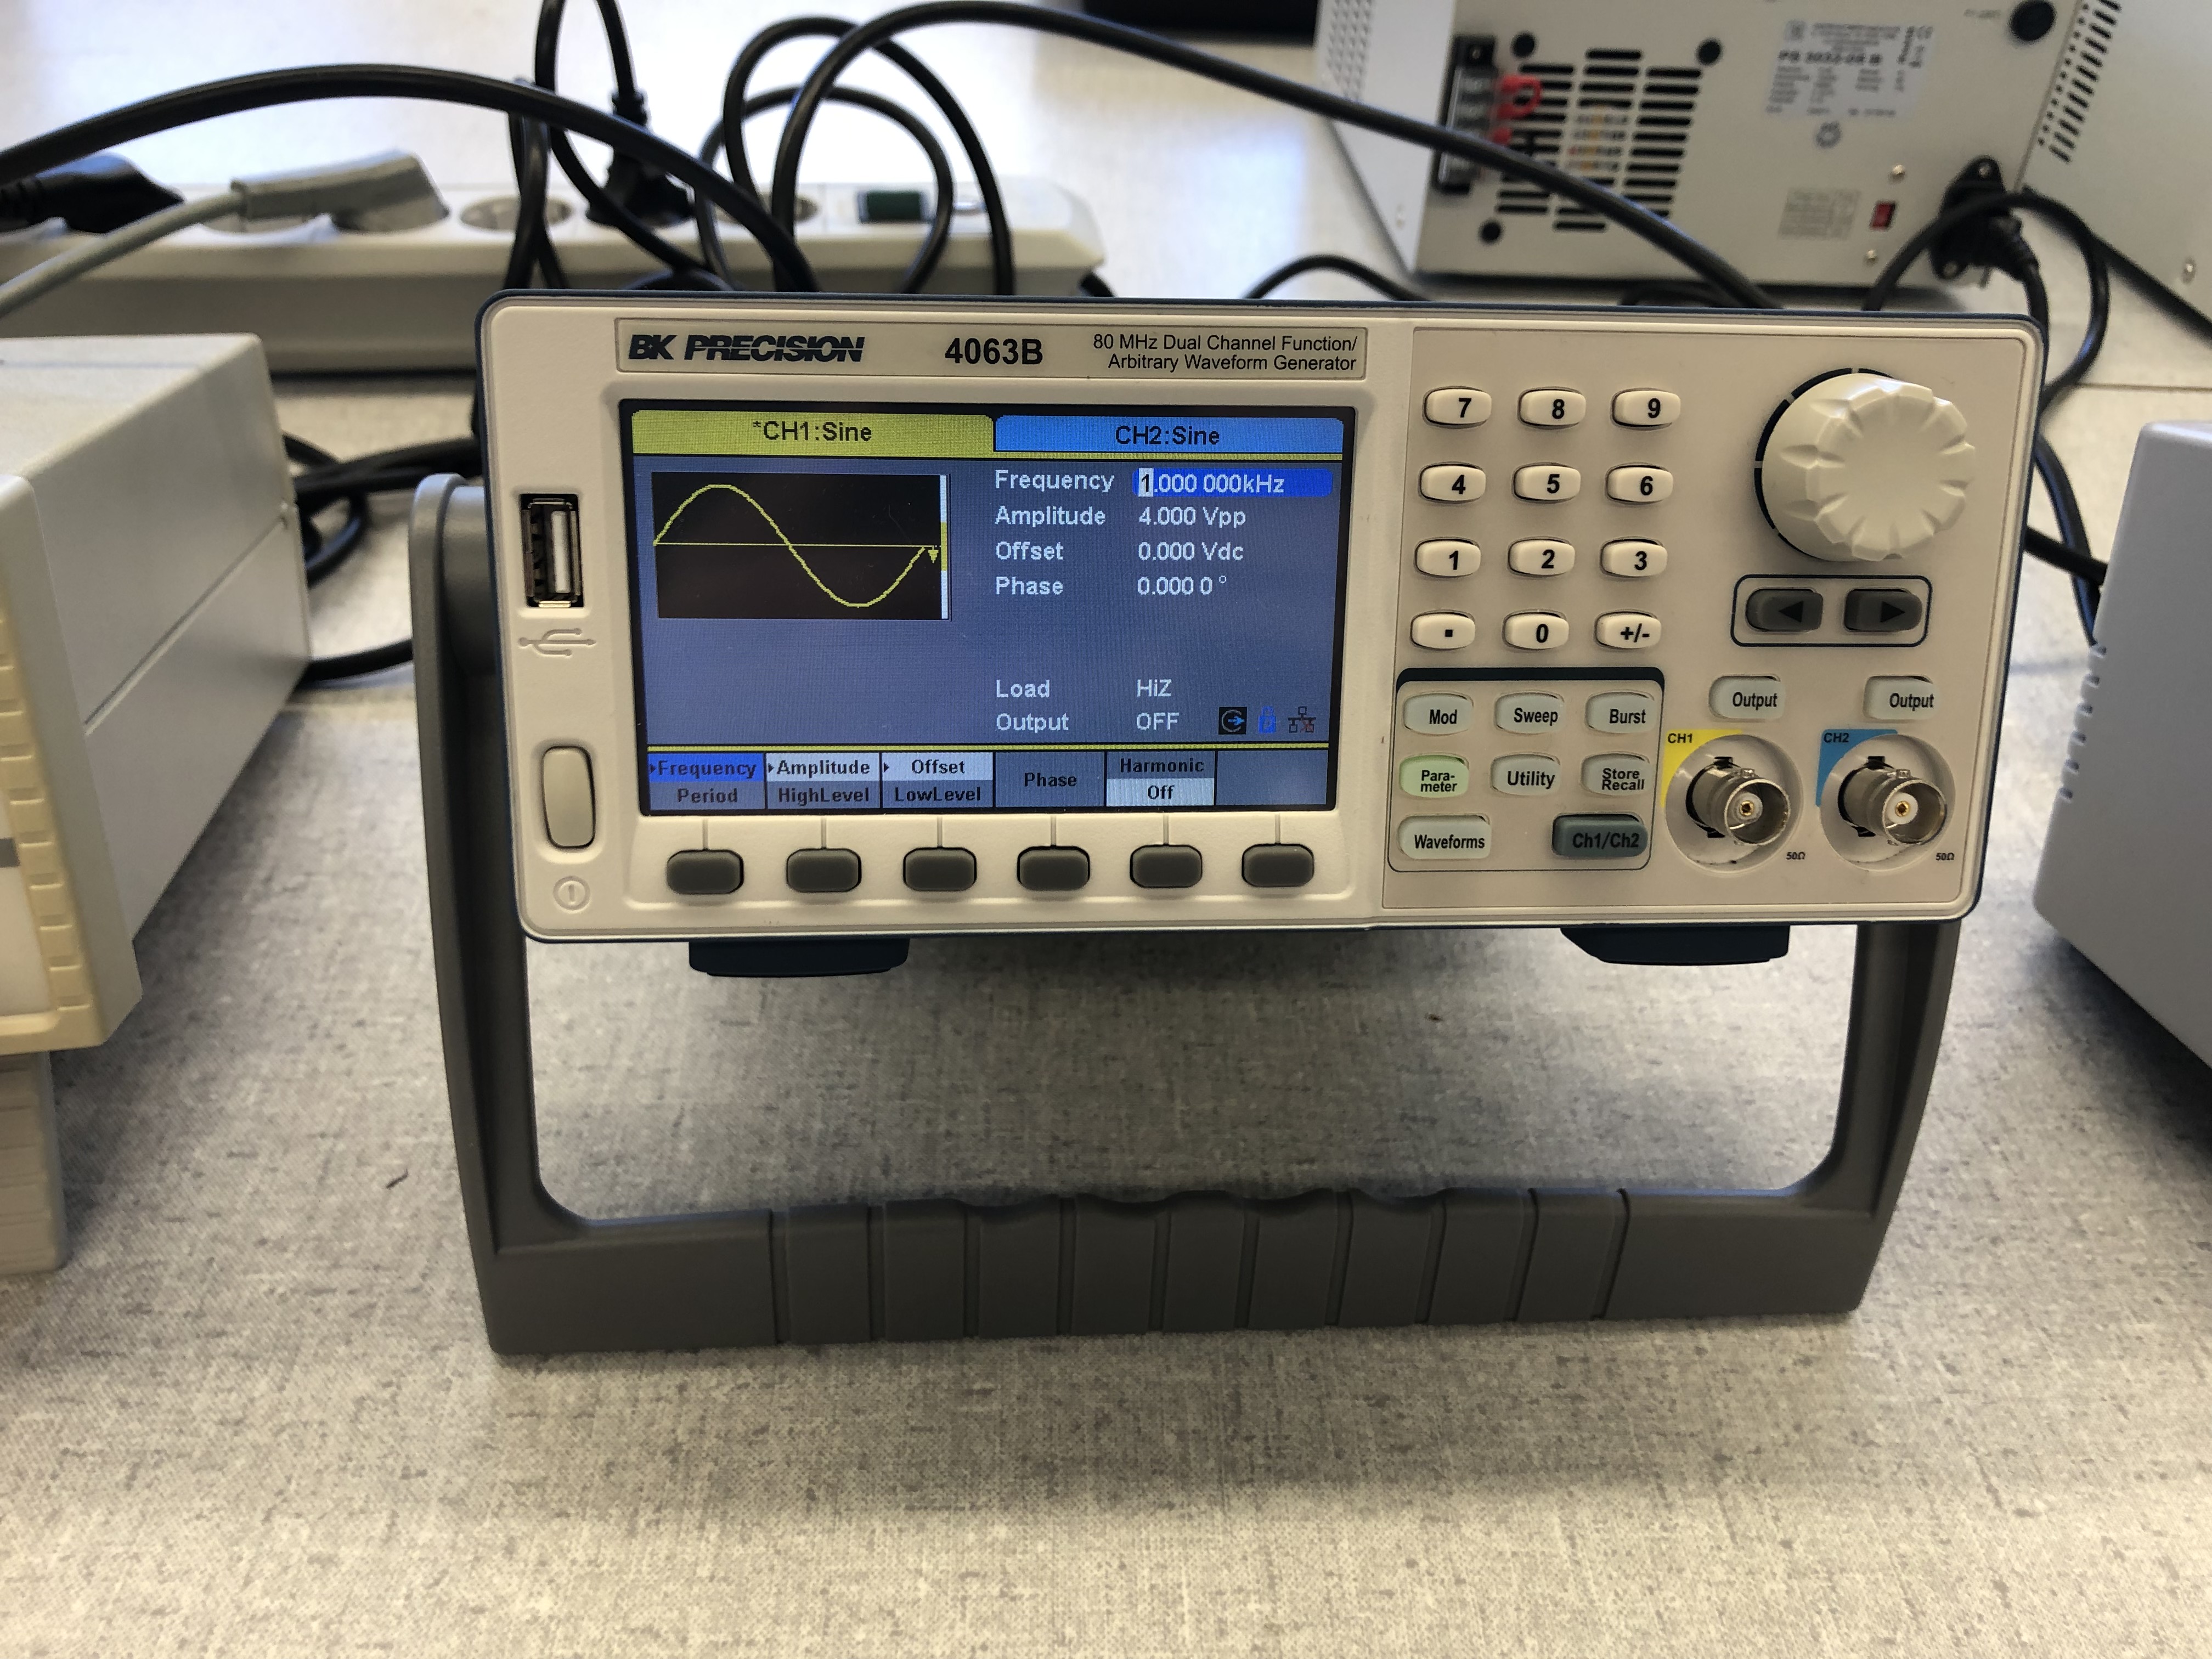 BK PRECISION 4063B 80 MHz Dual Channel Function/
Arbitrary Waveform Generator
*CH1:Sine CH2:Sine
Frequency 1.000 000kHz
Amplitude 4.000 Vpp
Offset 0.000 Vdc
Phase 0.000 0 °
Load HiZ
Output OFF
Frequency Amplitude Offset Phase Harmonic
Period HighLevel LowLevel Off
7 8 9
4 5 6
1 2 3
. 0 +/-
Mod Sweep Burst
Para-
meter
Utility
Store
Recall
Waveforms Ch1/Ch2
Output Output
CH1 CH2
50Ω 50Ω